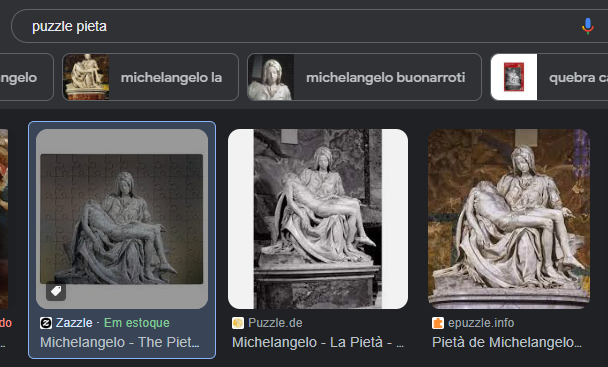 puzzle pieta
ngelo
michelangelo la
michelangelo buonarroti
quebra ca
do
Zazzle · Em estoque
Puzzle.de
epuzzle.info
..
Michelangelo - The Piet...
Michelangelo - La Pietà - ...
Pietà de Michelangelo...